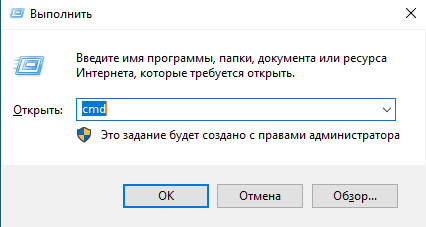 Выполнить
Введите имя программы, папки, документа или ресурса
Интернета, которые требуется открыть.
Открыть: cmd
Это задание будет создано с правами администратора
ОК Отмена Обзор...